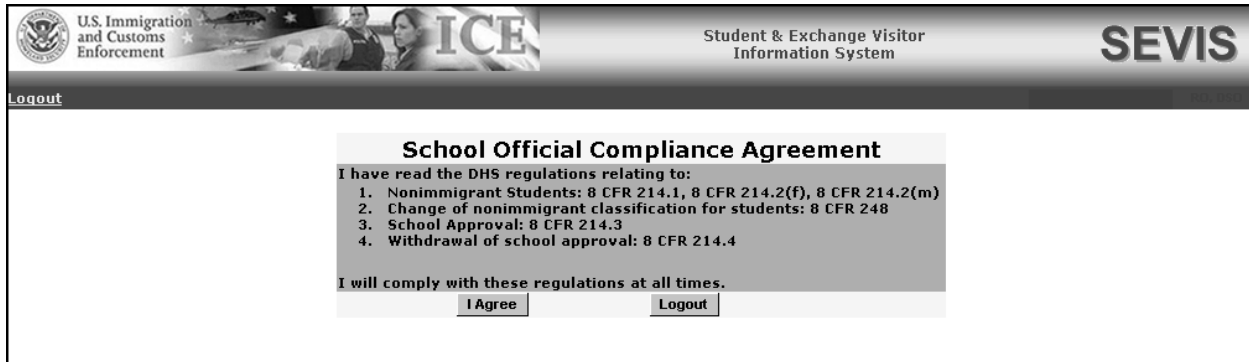 U.S. Immigration
and Customs
Enforcement
ICE
Student & Exchange Visitor
Information System
SEVIS
Logout
School Official Compliance Agreement
I have read the DHS regulations relating to:
1. Nonimmigrant Students: 8 CFR 214.1, 8 CFR 214.2(f), 8 CFR 214.2(m)
2. Change of nonimmigrant classification for students: 8 CFR 248
3. School Approval: 8 CFR 214.3
4. Withdrawal of school approval: 8 CFR 214.4
I will comply with these regulations at all times.
I Agree Logout